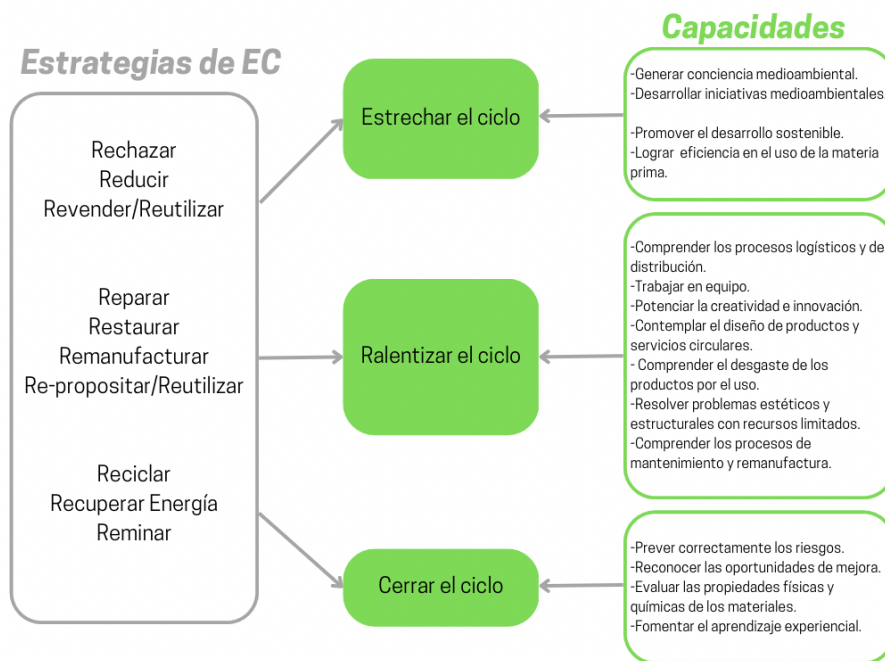 Estrategias de EC
Rechazar
Reducir
Revender/Reutilizar
Reparar
Restaurar
Remanufacturar
Re-propositar/Reutilizar
Reciclar
Recuperar Energía
Reminar
Estrechar el ciclo
Ralentizar el ciclo
Cerrar el ciclo
Capacidades
-Generar conciencia medioambiental.
-Desarrollar iniciativas medioambientales.
-Promover el desarrollo sostenible.
-Lograr eficiencia en el uso de la materia
prima.
-Comprender los procesos logísticos y de
distribución.
-Trabajar en equipo.
-Potenciar la creatividad e innovación.
-Contemplar el diseño de productos y
servicios circulares.
- Comprender el desgaste de los
productos por el uso.
-Resolver problemas estéticos y
estructurales con recursos limitados.
-Comprender los procesos de
mantenimiento y remanufactura.
-Prever correctamente los riesgos.
-Reconocer las oportunidades de mejora.
-Evaluar las propiedades físicas y
químicas de los materiales.
-Fomentar el aprendizaje experiencial.